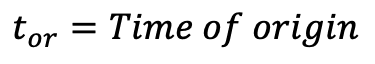 t_or = Time of origin